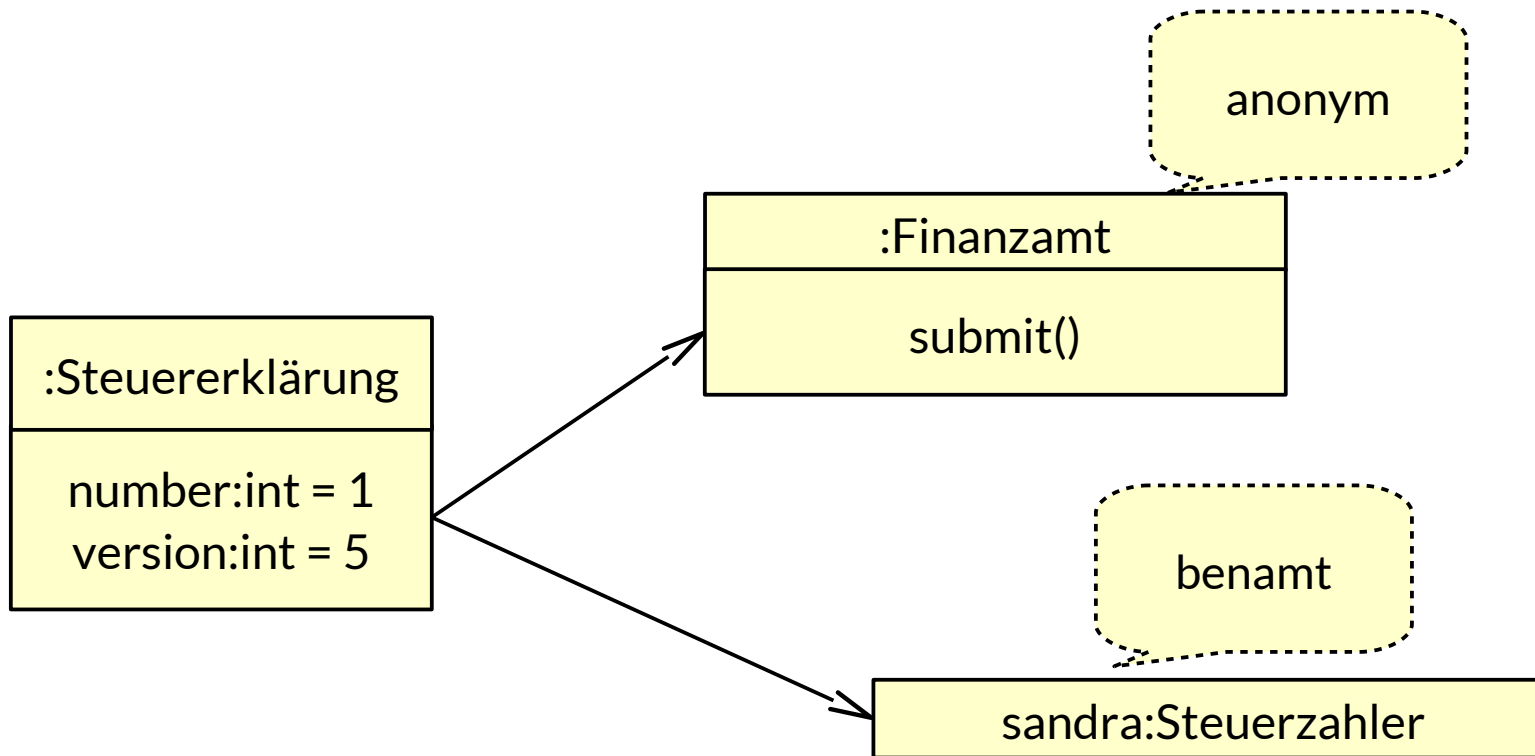 anonym
:Finanzamt
submit()
:Steuererklärung
number:int = 1
version:int = 5
benamt
sandra:Steuerzahler